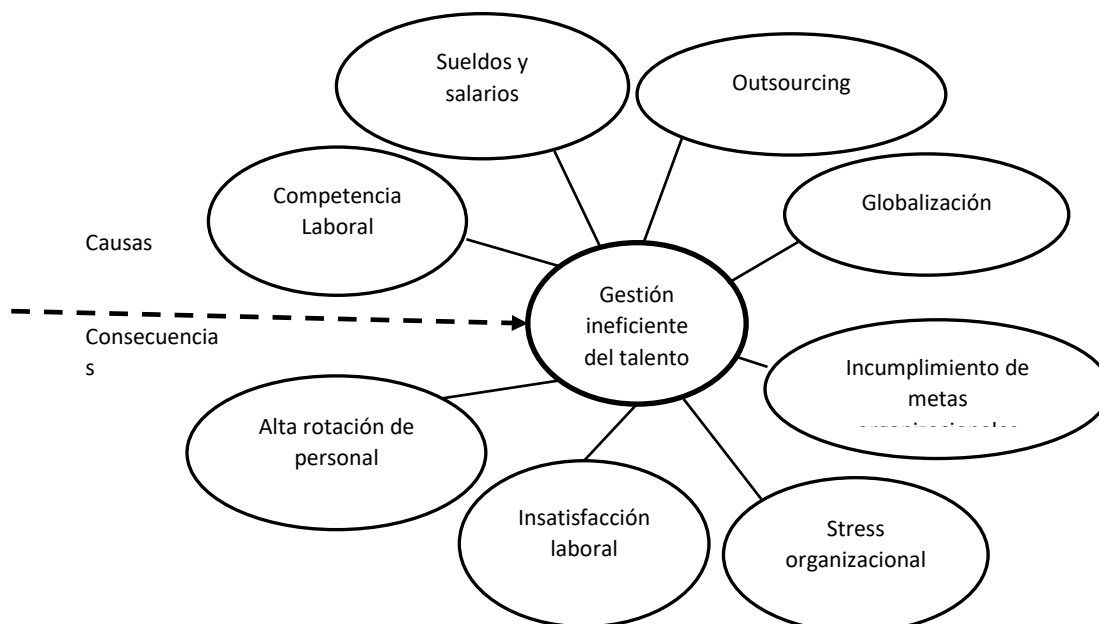 Sueldos y
salarios
Outsourcing
Competencia
Laboral
Globalización
Causas
Gestión
ineficiente
del talento
Consecuencia
s
Incumplimiento de
metas
organizacionales
Alta rotación de
personal
Insatisfacción
laboral
Stress
organizacional